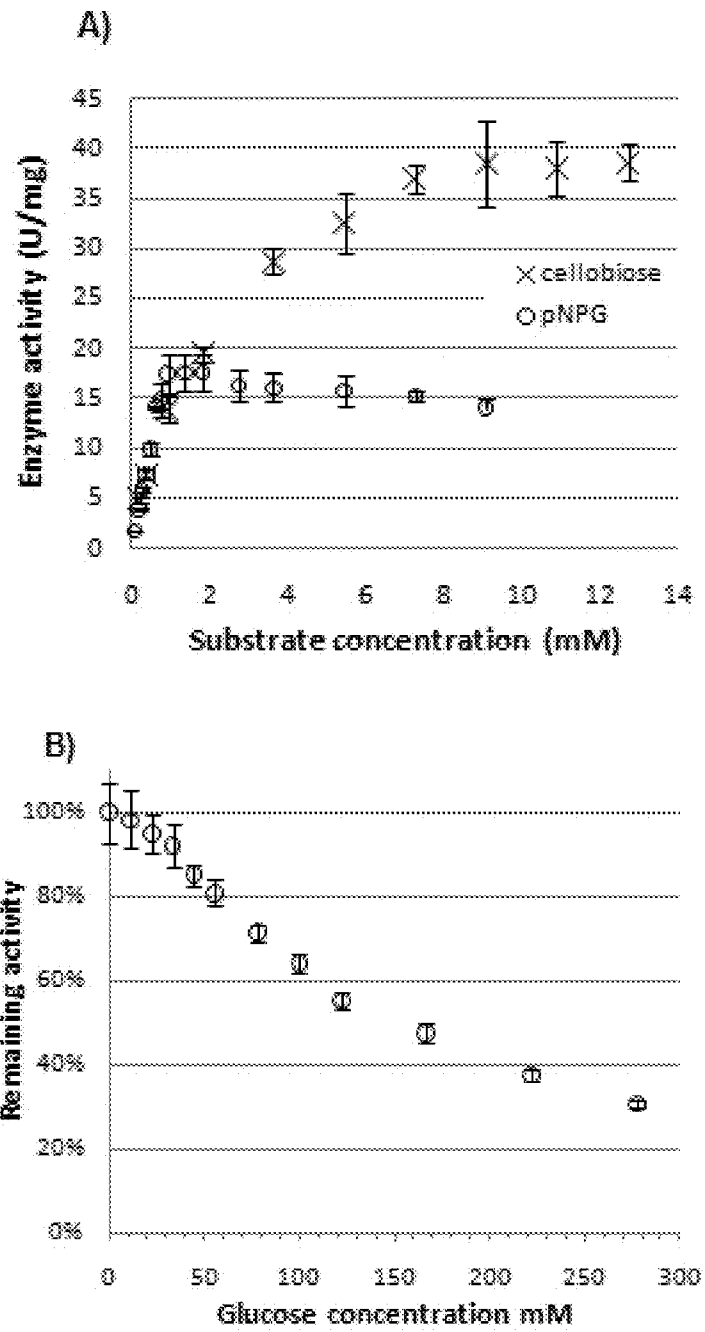 A)
Enzyme activity (U/mg)
45
40
35
30
25
20
15
10
5
0
× cellobiose
○ pNPG
0 2 4 6 8 10 12 14
Substrate concentration (mM)
B)
Remaining activity
100%
80%
60%
40%
20%
0%
0 50 100 150 200 250 300
Glucose concentration mM